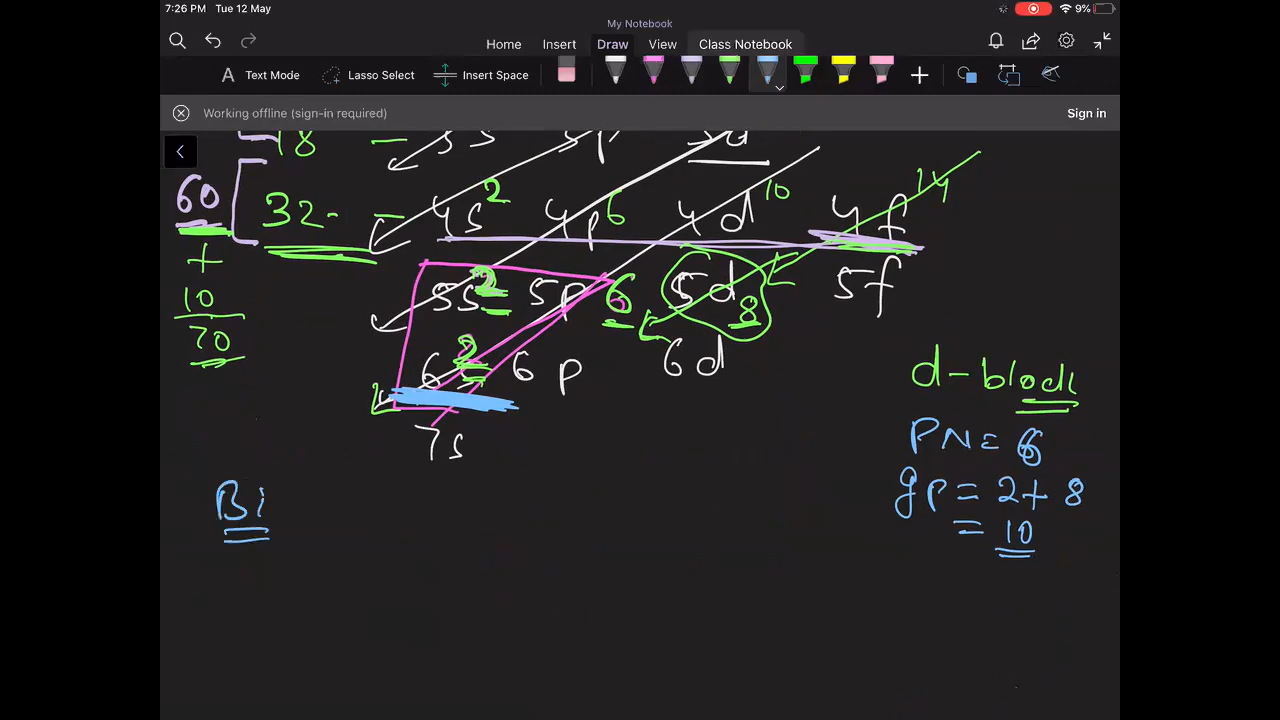 7:26 PM Tue 12 May
9%
My Notebook
Home Insert Draw View Class Notebook
Text Mode Lasso Select Insert Space
Working offline (sign-in required) Sign in
18 –
60 32 – 4s2 4p6 4d10 4f14
+
10
70
5s2 5p6 5d8 5f
6s2 6p 6d
7s
d-block
PN = 6
gp = 2+8
= 10
Bi